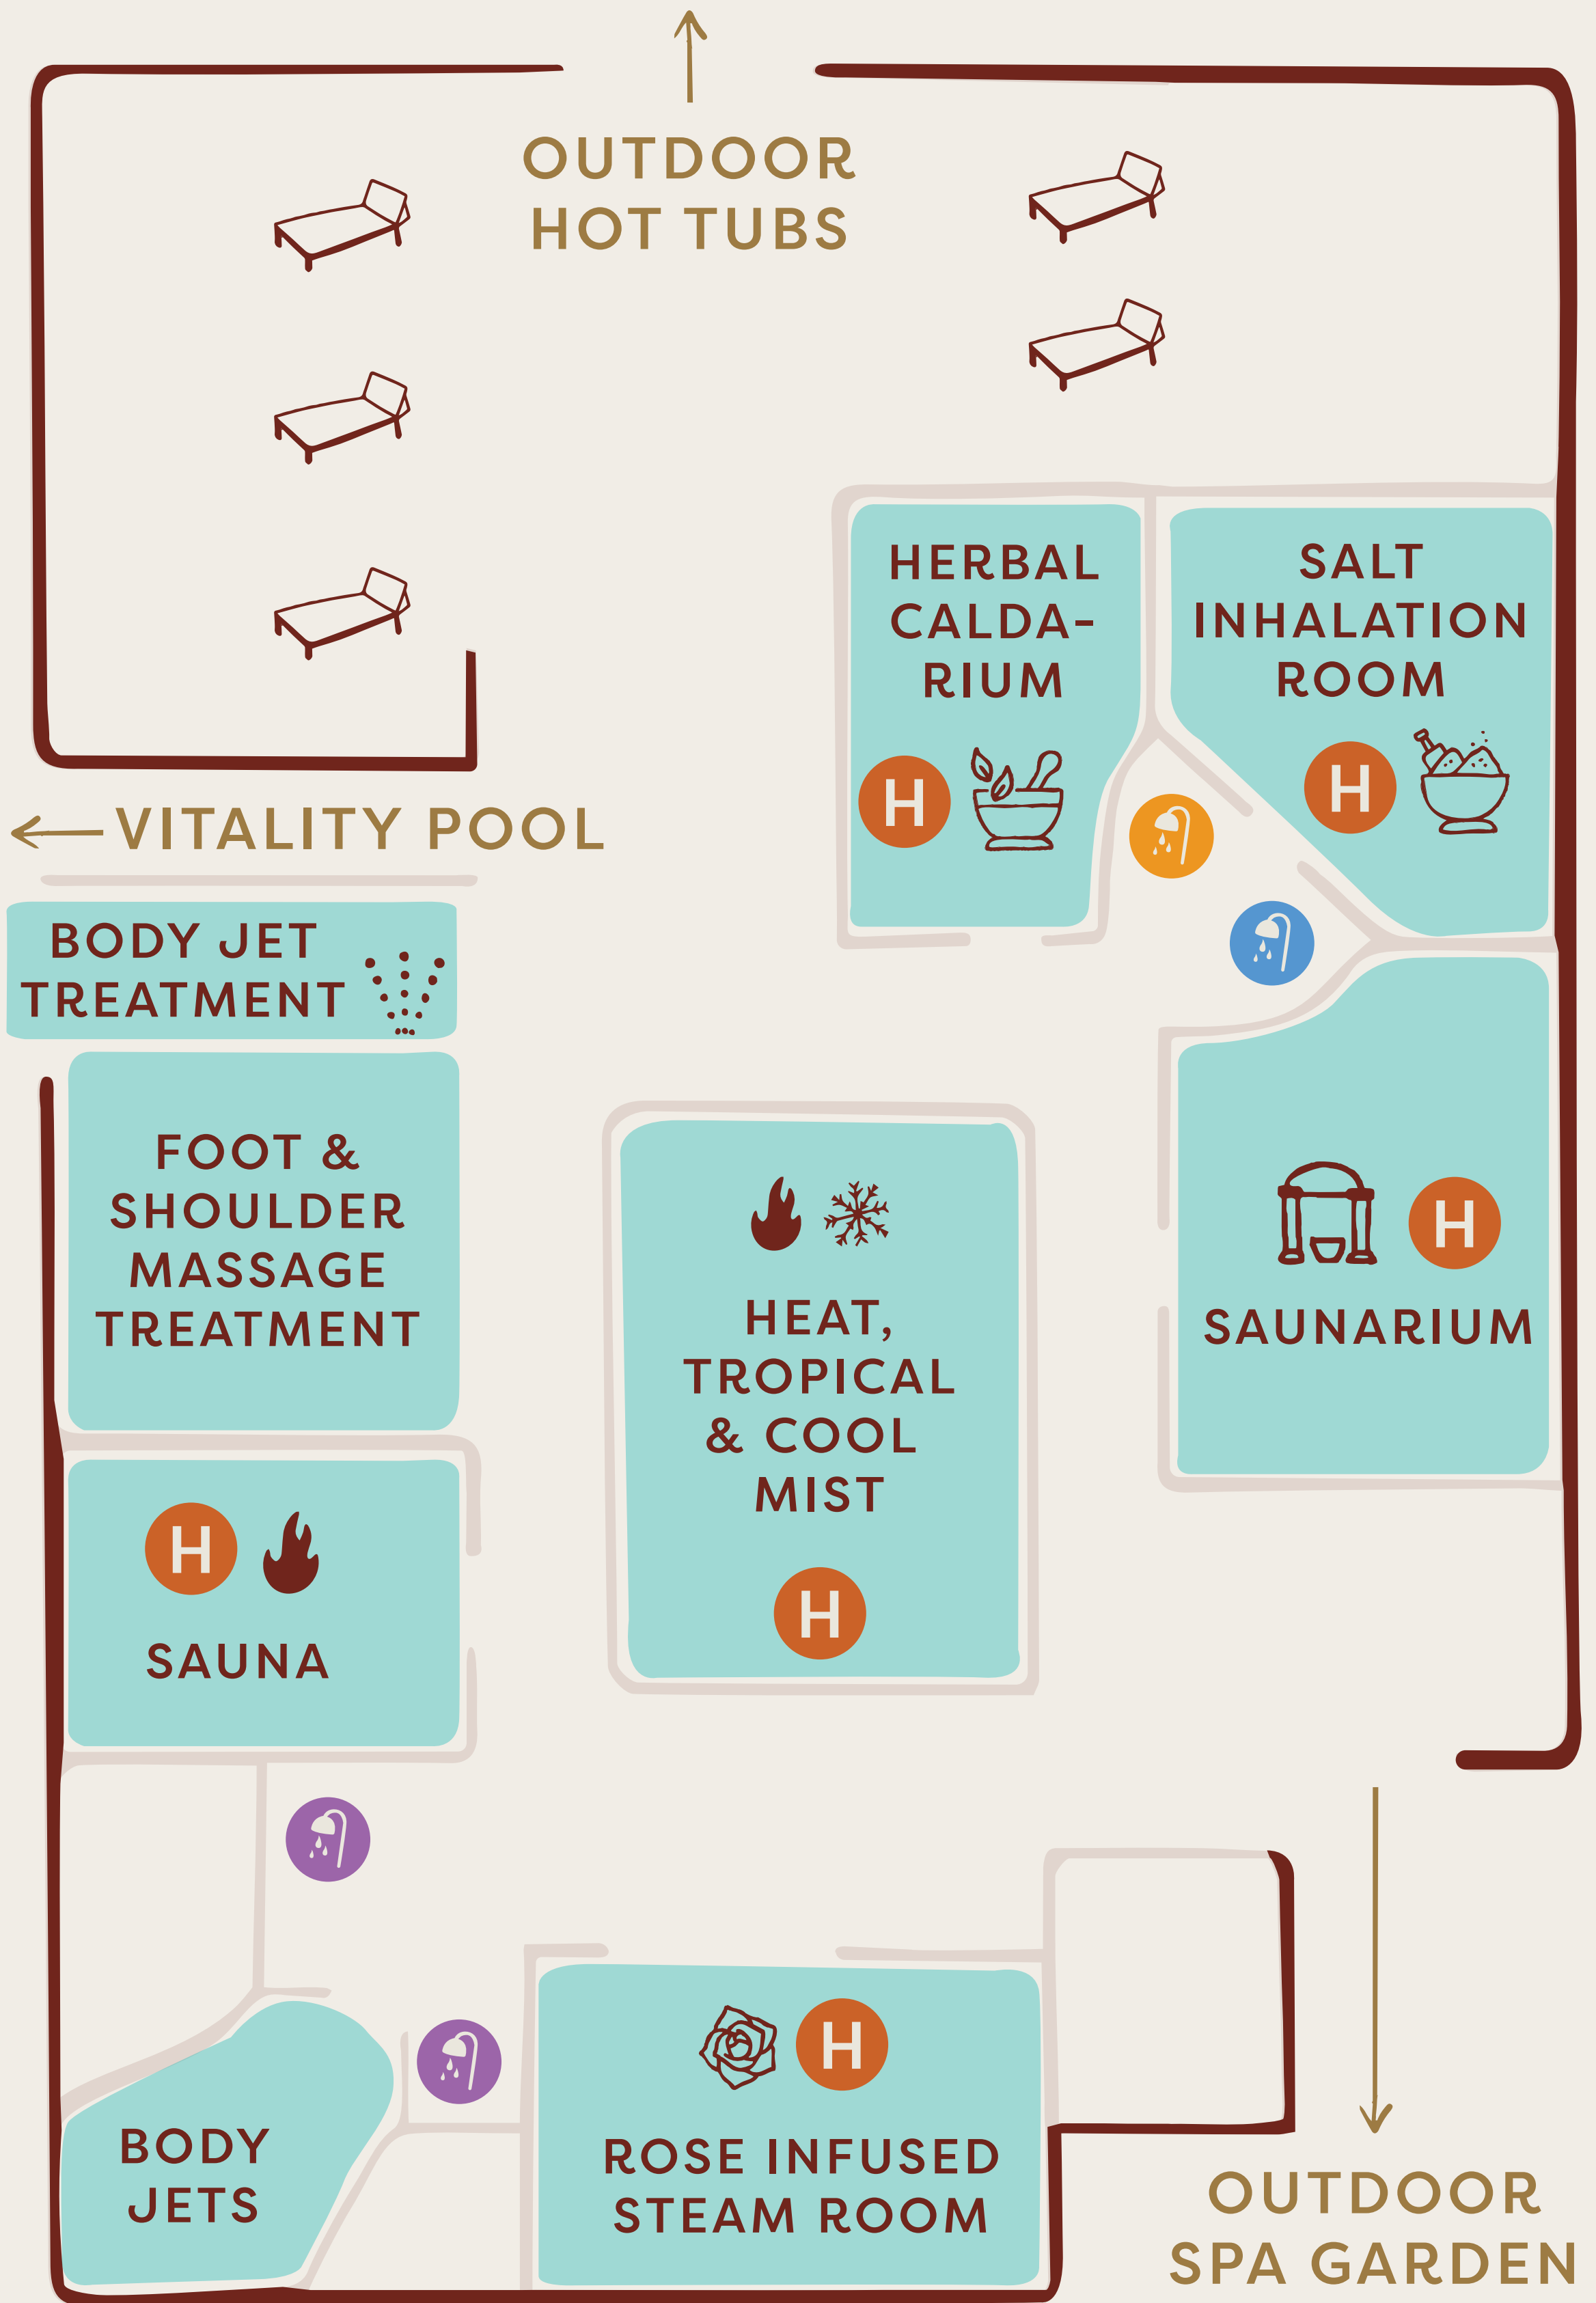 OUTDOOR
HOT TUBS
HERBAL
CALDA-
RIUM
H
SALT
INHALATION
ROOM
H
VITALITY POOL
BODY JET
TREATMENT
FOOT &
SHOULDER
MASSAGE
TREATMENT
HEAT,
TROPICAL
& COOL
MIST
H
H
SAUNARIUM
H
SAUNA
BODY
JETS
H
ROSE INFUSED
STEAM ROOM
OUTDOOR
SPA GARDEN